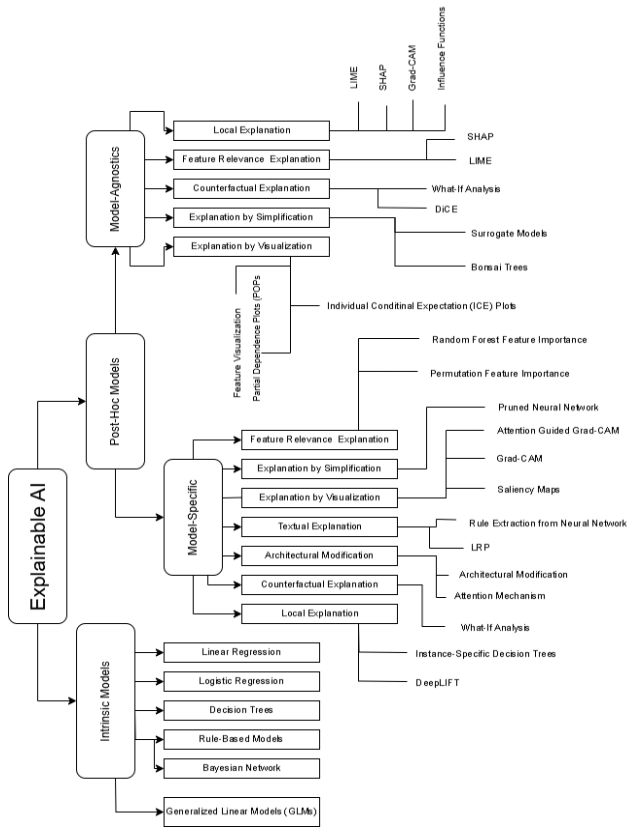 LIME
SHAP
Grad-CAM
Influence Functions
Local Explanation
Feature Relevance Explanation
SHAP
LIME
Counterfactual Explanation
What-If Analysis
DiCE
Explanation by Simplification
Surrogate Models
Bonsai Trees
Explanation by Visualization
Feature Visualization
Partial Dependence Plots (POPs
Individual Conditinal Expectation (ICE) Plots
Model-Agnostics
Post-Hoc Models
Random Forest Feature Importance
Permutation Feature Importance
Feature Relevance Explanation
Pruned Neural Network
Explanation by Simplification
Attention Guided Grad-CAM
Grad-CAM
Saliency Maps
Explanation by Visualization
Model-Specific
Textual Explanation
Rule Extraction from Neural Network
LRP
Architectural Modification
Architectural Modification
Attention Mechanism
Counterfactual Explanation
What-If Analysis
Local Explanation
Instance-Specific Decision Trees
DeepLIFT
Explainable AI
Intrinsic Models
Linear Regression
Logistic Regression
Decision Trees
Rule-Based Models
Bayesian Network
Generalized Linear Models (GLMs)